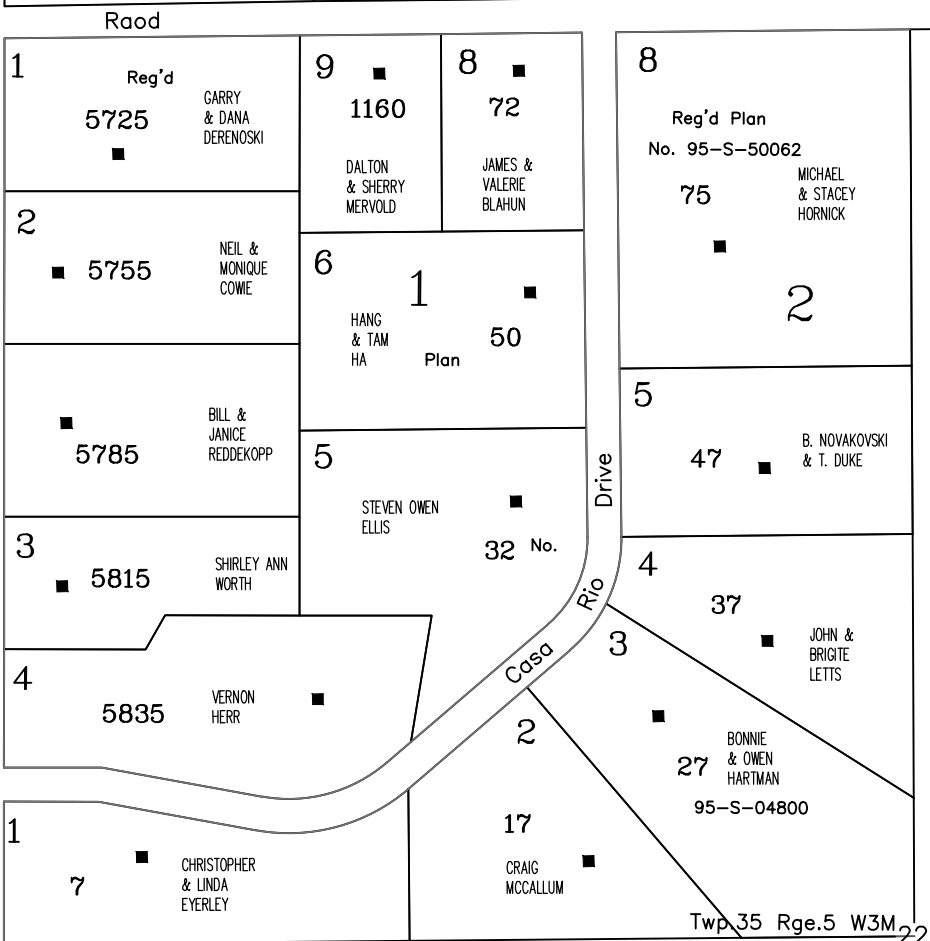 Raod
1
Reg'd
5725
GARRY
& DANA
DERENOSKI
9
1160
DALTON
& SHERRY
MERVOLD
8
72
JAMES &
VALERIE
BLAHUN
8
Reg'd Plan
No. 95-S-50062
75
MICHAEL
& STACEY
HORNICK
2
2
5755
NEIL &
MONIQUE
COWIE
6
1
HANG
& TAM
HA
Plan
50
5
47
B. NOVAKOVSKI
& T. DUKE
5785
BILL &
JANICE
REDDEKOPP
5
STEVEN OWEN
ELLIS
32 No.
Casa Rio Drive
3
5815
SHIRLEY ANN
WORTH
4
37
JOHN &
BRIGITE
LETTS
4
5835
VERNON
HERR
3
27
BONNIE
& OWEN
HARTMAN
95-S-04800
2
17
CRAIG
MCCALLUM
1
7
CHRISTOPHER
& LINDA
EYERLEY
Twp.35 Rge.5 W3M
22